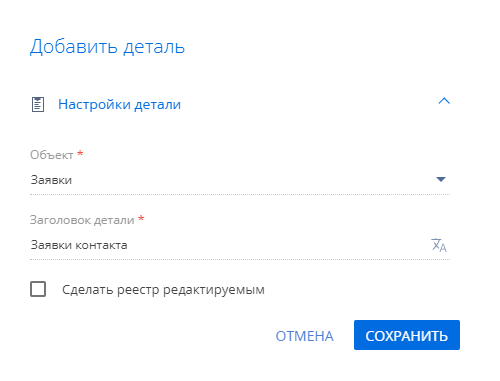 Добавить деталь
Настройки детали
Объект *
Заявки
Заголовок детали *
Заявки контакта
Сделать реестр редактируемым
ОТМЕНА СОХРАНИТЬ